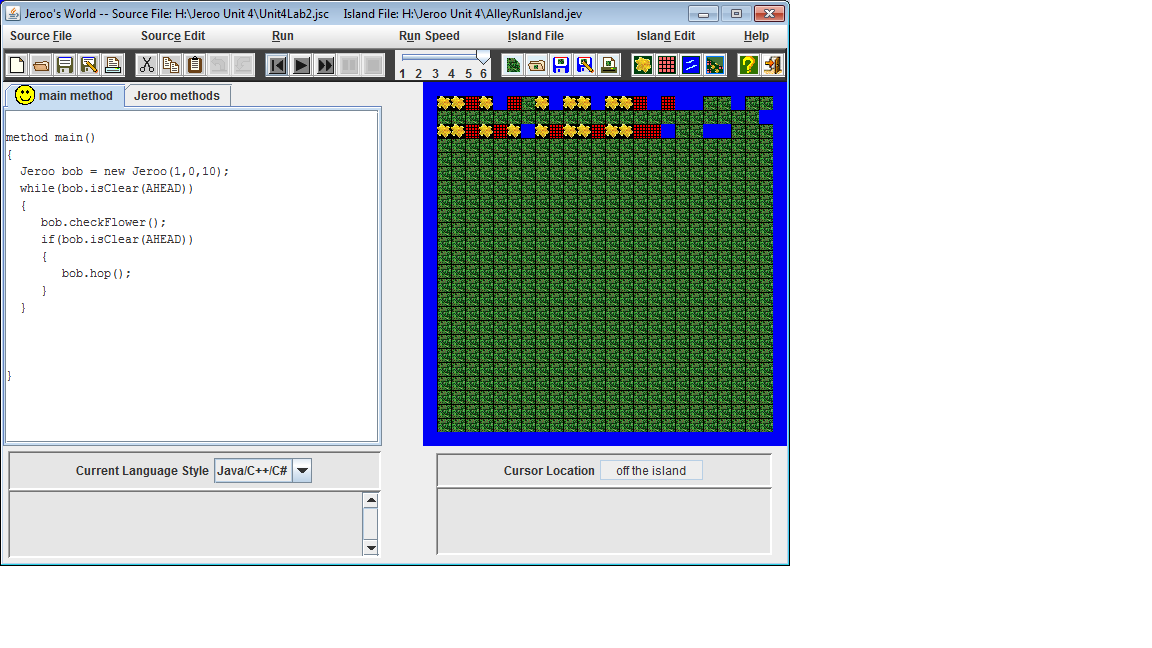 Jeroo's World -- Source File: H:\Jeroo Unit 4\Unit4Lab2.jsc Island File: H:\Jeroo Unit 4\AlleyRunIsland.jev
Source File Source Edit Run Run Speed Island File Island Edit Help
1 2 3 4 5 6
main method Jeroo methods
method main()
{
Jeroo bob = new Jeroo(1,0,10);
while(bob.isClear(AHEAD))
{
bob.checkFlower();
if(bob.isClear(AHEAD))
{
bob.hop();
}
}
}
Current Language Style Java/C++/C#
Cursor Location off the island